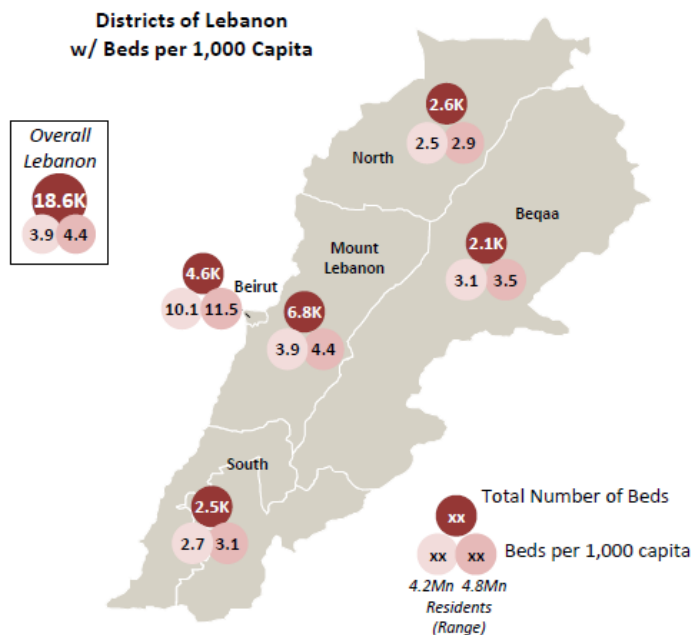 Districts of Lebanon
w/ Beds per 1,000 Capita
Overall
Lebanon
18.6K
3.9 4.4
2.6K
2.5 2.9
North
Beqaa
2.1K
3.1 3.5
Mount
Lebanon
4.6K
Beirut
10.1 11.5
6.8K
3.9 4.4
South
2.5K
2.7 3.1
Total Number of Beds
xx
Beds per 1,000 capita
xx xx
4.2Mn 4.8Mn
Residents
(Range)